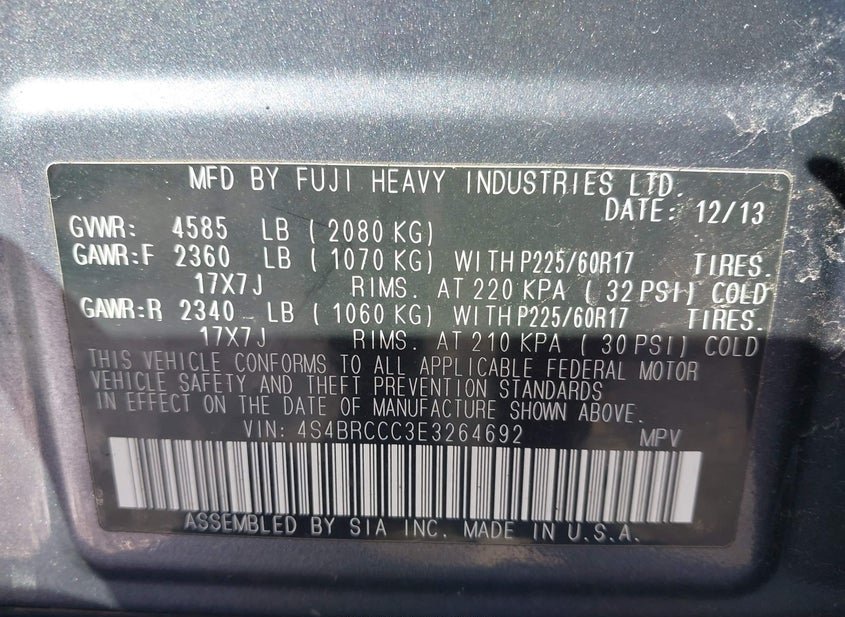 MFD BY FUJI HEAVY INDUSTRIES LTD.
DATE: 12/13
GVWR: 4585 LB ( 2080 KG)
GAWR:F 2360 LB ( 1070 KG) WITH P225/60R17 TIRES.
17X7J RIMS. AT 220 KPA ( 32 PSI) COLD
GAWR:R 2340 LB ( 1060 KG) WITH P225/60R17 TIRES.
17X7J RIMS. AT 210 KPA ( 30 PSI) COLD
THIS VEHICLE CONFORMS TO ALL APPLICABLE FEDERAL MOTOR
VEHICLE SAFETY AND THEFT PREVENTION STANDARDS
IN EFFECT ON THE DATE OF MANUFACTURE SHOWN ABOVE.
VIN: 4S4BRCCC3E3264692 MPV
ASSEMBLED BY SIA INC. MADE IN U.S.A.